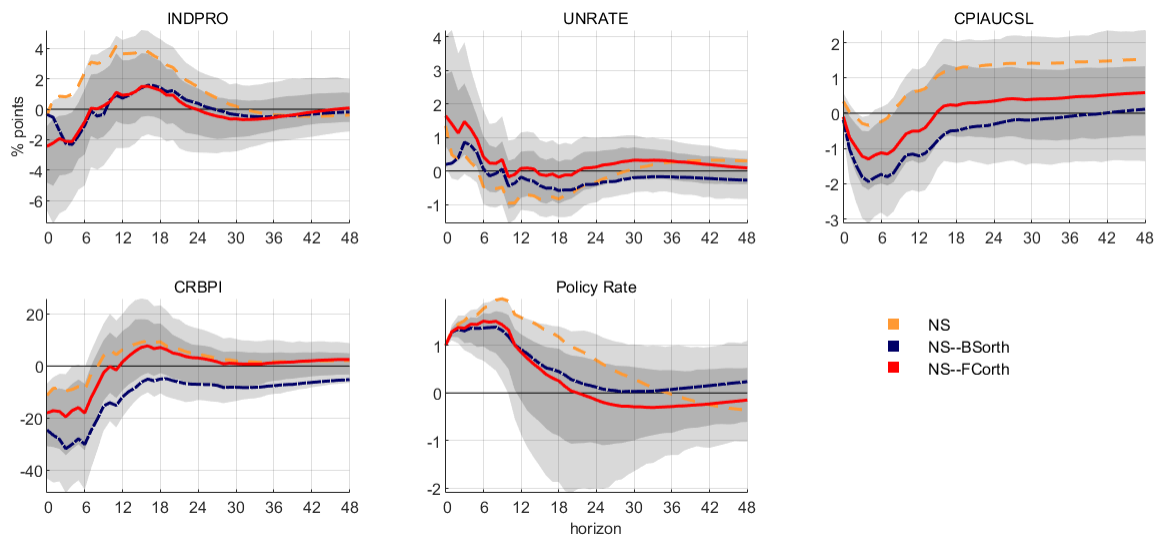 INDPRO
% points
4
2
0
-2
-4
-6
0 6 12 18 24 30 36 42 48
UNRATE
4
3
2
1
0
-1
0 6 12 18 24 30 36 42 48
CPIAUCSL
2
1
0
-1
-2
-3
0 6 12 18 24 30 36 42 48
CRBPI
20
0
-20
-40
0 6 12 18 24 30 36 42 48
Policy Rate
1
0
-1
-2
0 6 12 18 24 30 36 42 48
horizon
NS
NS--BSorth
NS--FCorth